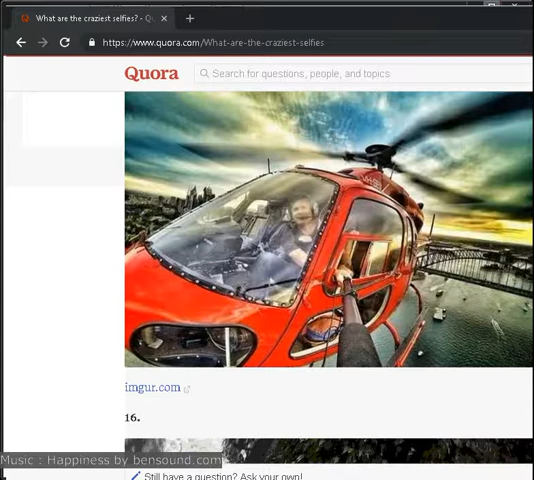 What are the craziest selfies? - Qu
https://www.quora.com/What-are-the-craziest-selfies
Quora
Search for questions, people, and topics
imgur.com
16.
Music : Happiness by bensound.com
Still have a question? Ask your own!